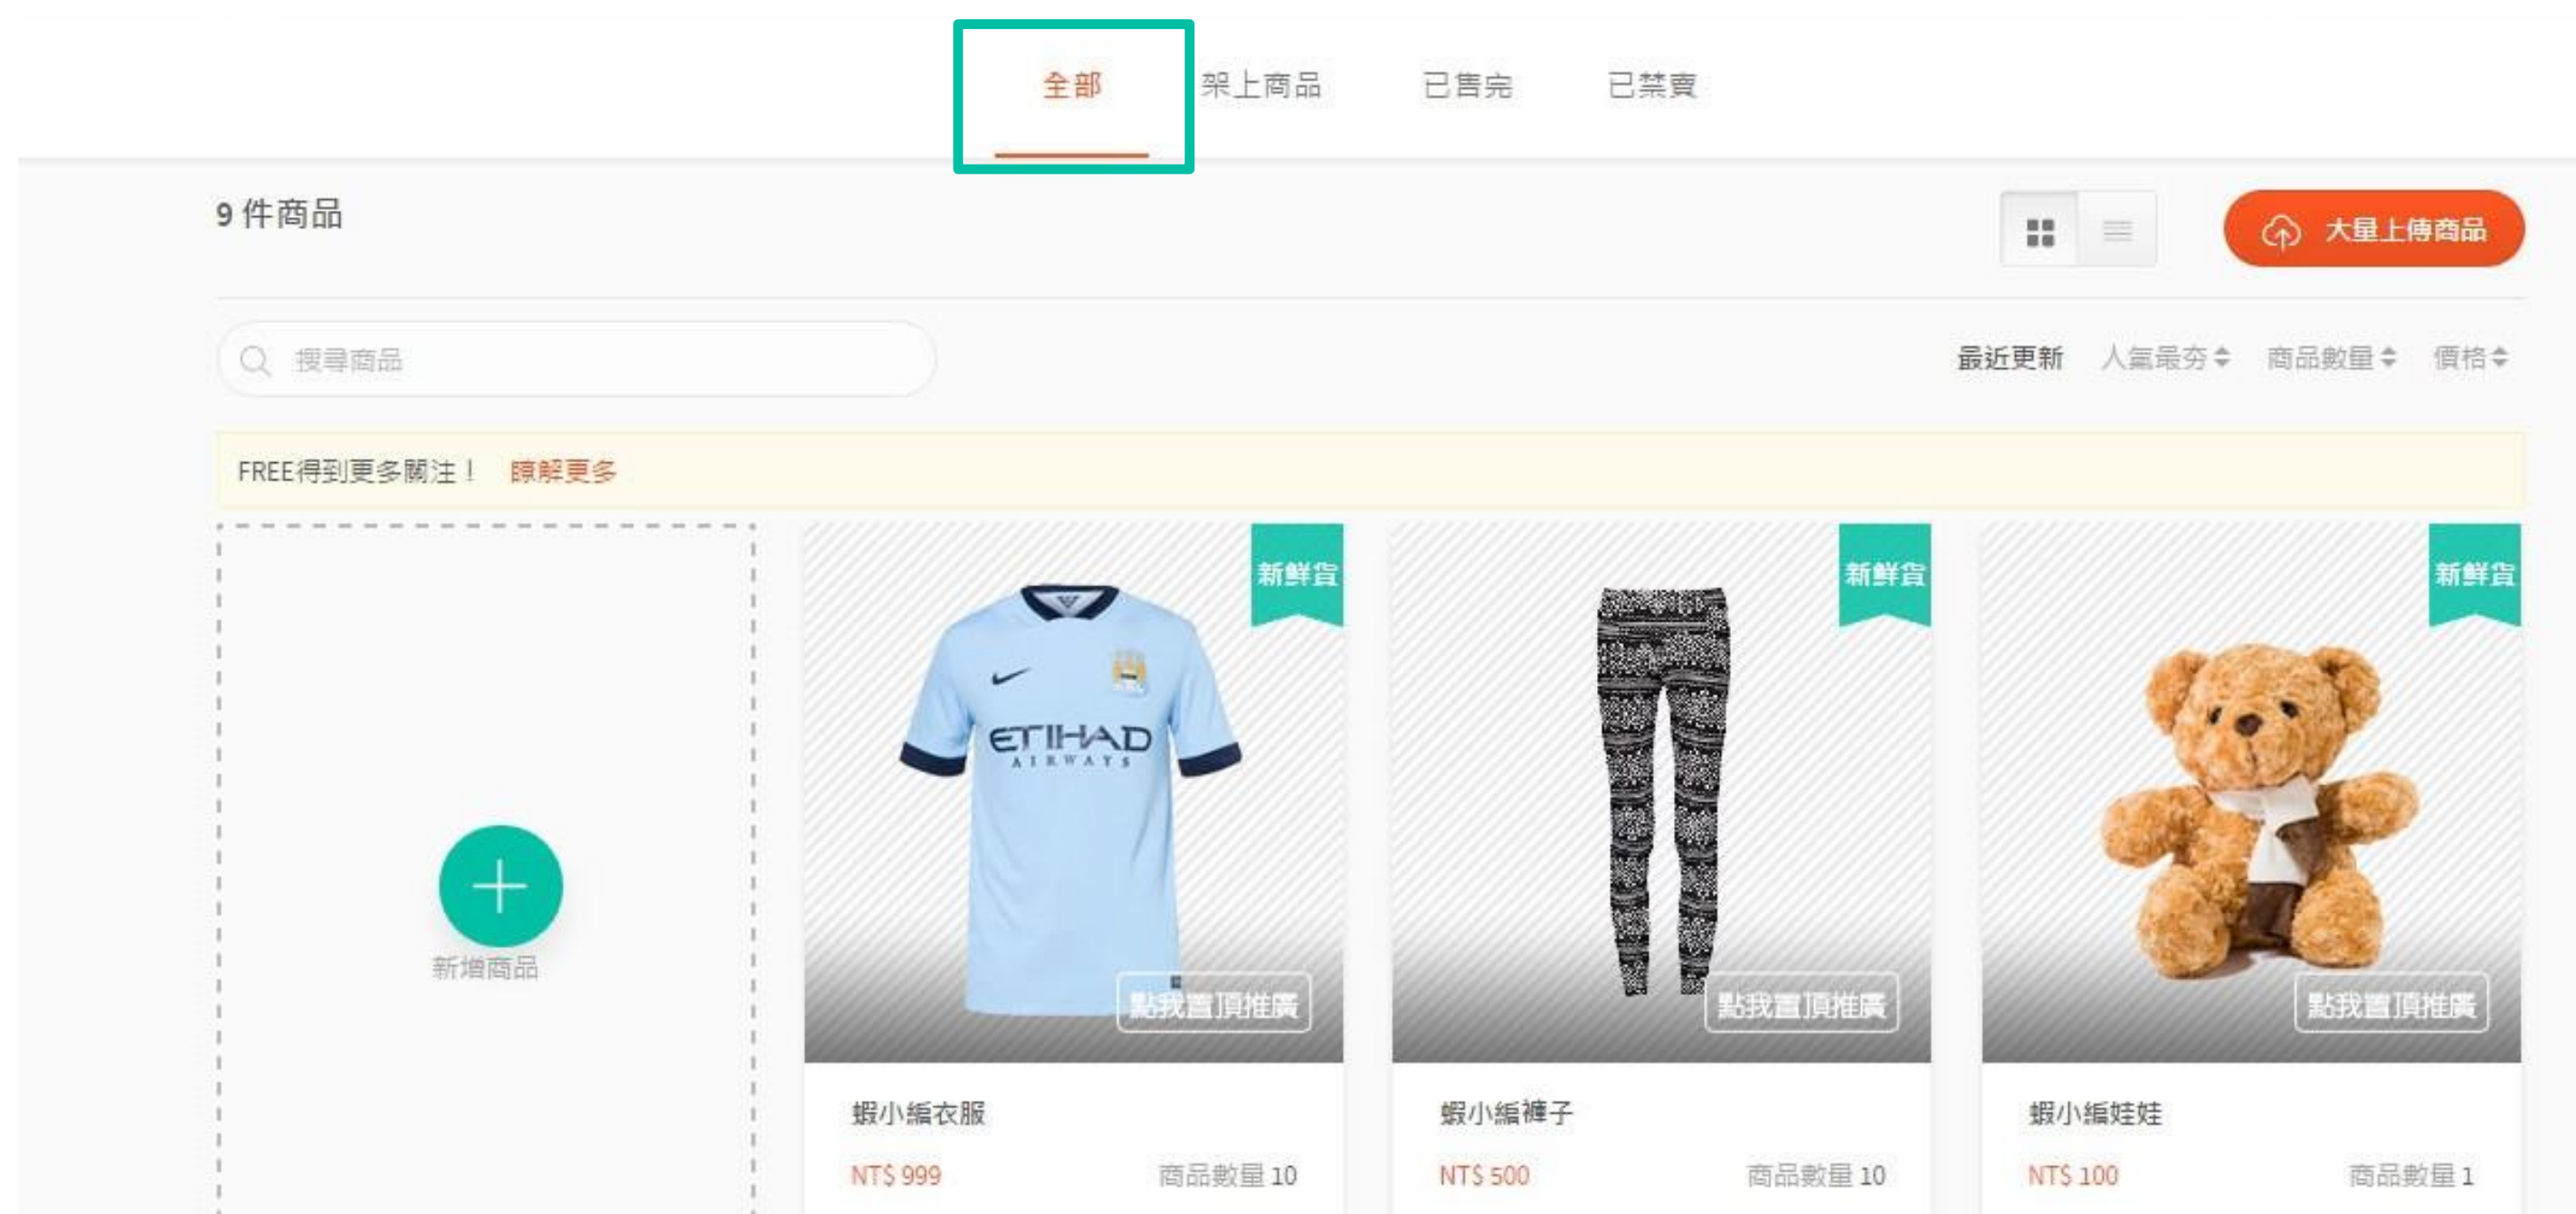 全部 架上商品 已售完 已禁賣
9 件商品
大量上傳商品
搜尋商品
最近更新 人氣最夯 商品數量 價格
FREE得到更多關注！ 瞭解更多
新鮮貨 新鮮貨 新鮮貨
ETIHAD
AIRWAYS
新增商品
點我置頂推廣 點我置頂推廣 點我置頂推廣
蝦小編衣服 蝦小編褲子 蝦小編娃娃
NT$ 999 商品數量 10 NT$ 500 商品數量 10 NT$ 100 商品數量 1